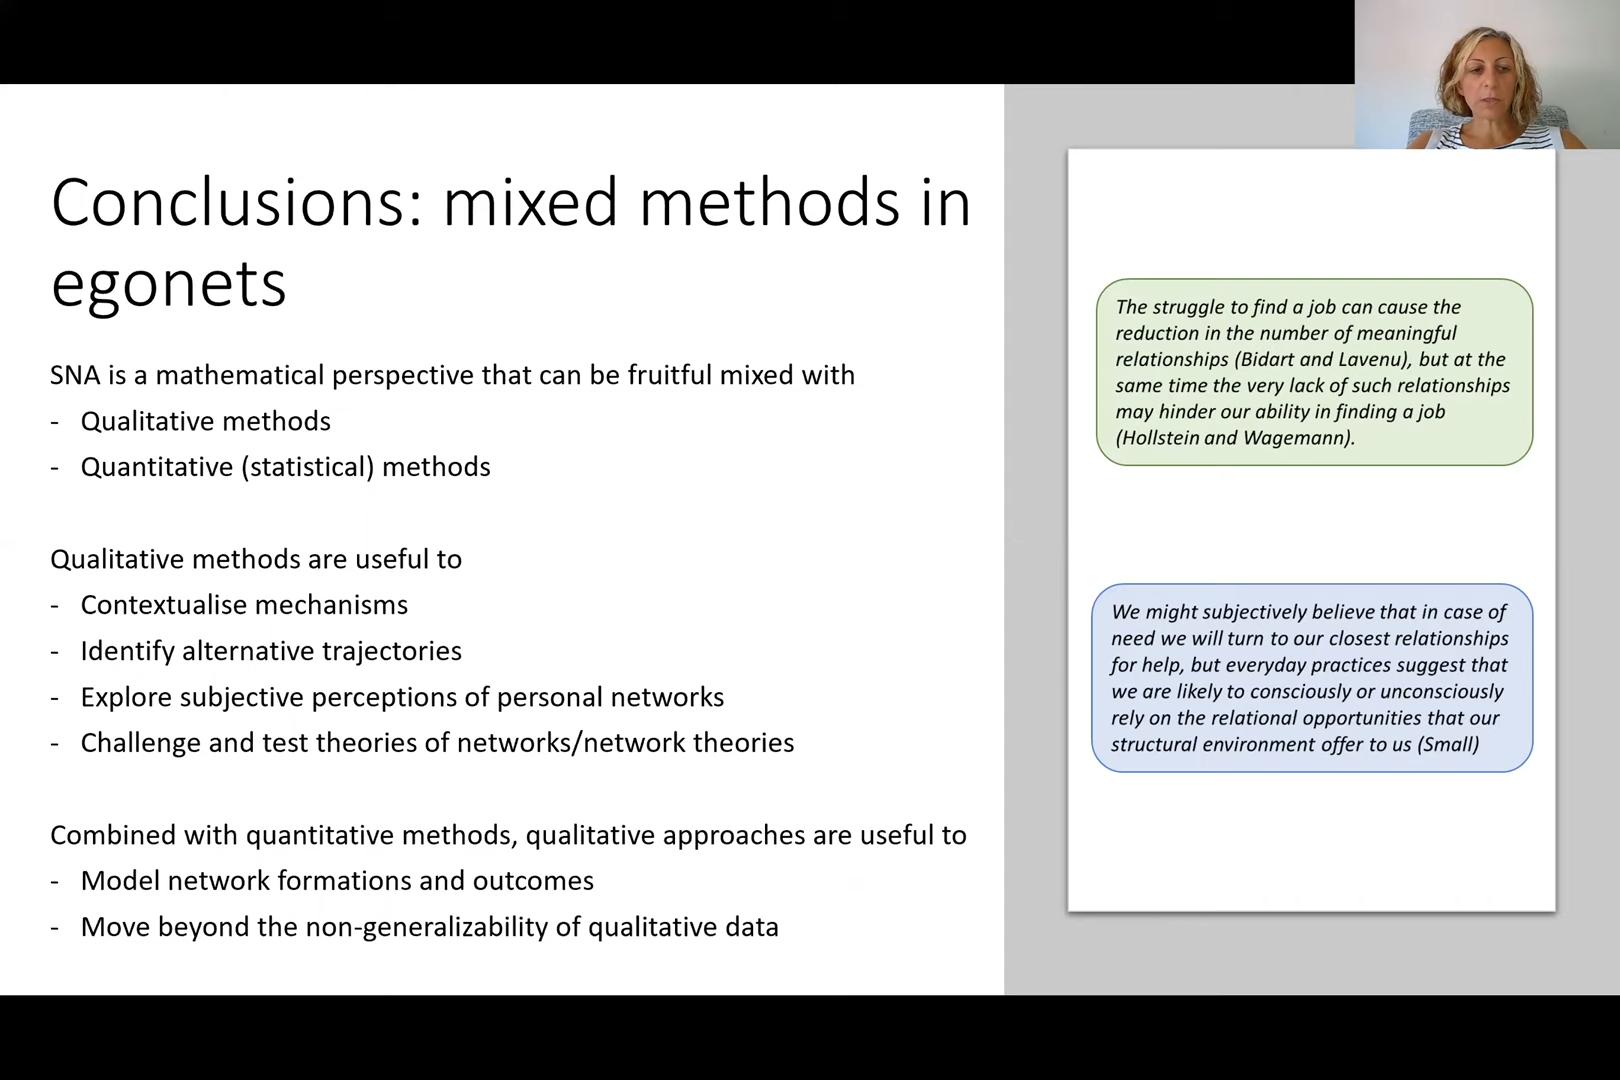 Conclusions: mixed methods in
egonets
SNA is a mathematical perspective that can be fruitful mixed with
- Qualitative methods
- Quantitative (statistical) methods
Qualitative methods are useful to
- Contextualise mechanisms
- Identify alternative trajectories
- Explore subjective perceptions of personal networks
- Challenge and test theories of networks/network theories
Combined with quantitative methods, qualitative approaches are useful to
- Model network formations and outcomes
- Move beyond the non-generalizability of qualitative data
The struggle to find a job can cause the
reduction in the number of meaningful
relationships (Bidart and Lavenu), but at the
same time the very lack of such relationships
may hinder our ability in finding a job
(Hollstein and Wagemann).
We might subjectively believe that in case of
need we will turn to our closest relationships
for help, but everyday practices suggest that
we are likely to consciously or unconsciously
rely on the relational opportunities that our
structural environment offer to us (Small)